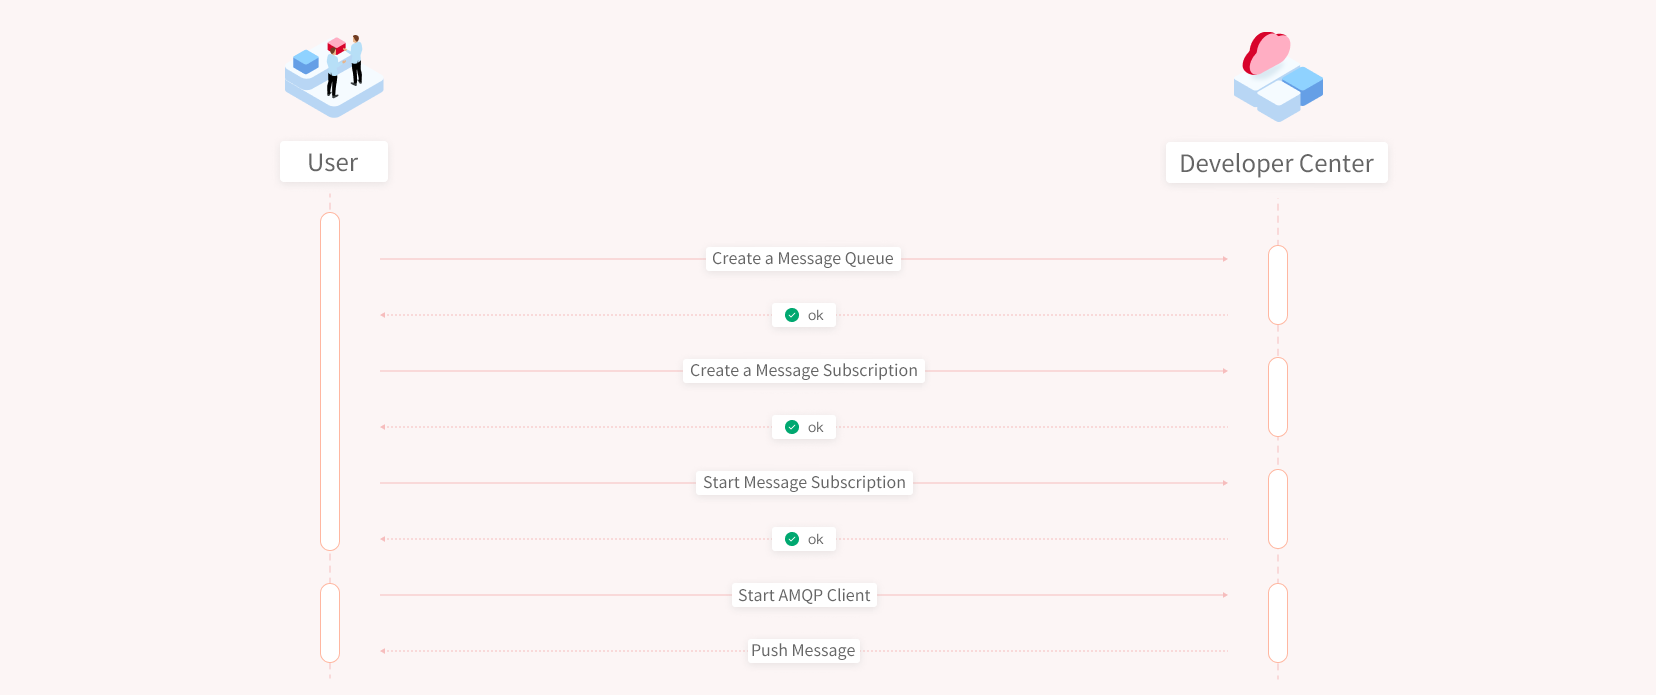 User
Developer Center
Create a Message Queue
ok
Create a Message Subscription
ok
Start Message Subscription
ok
Start AMQP Client
Push Message